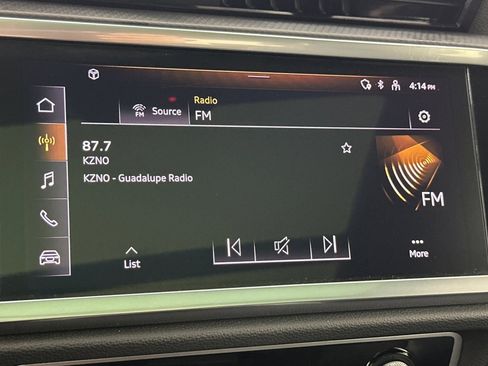 4:14 PM
Radio
FM
Source
FM
87.7
KZNO
KZNO - Guadalupe Radio
FM
List
More